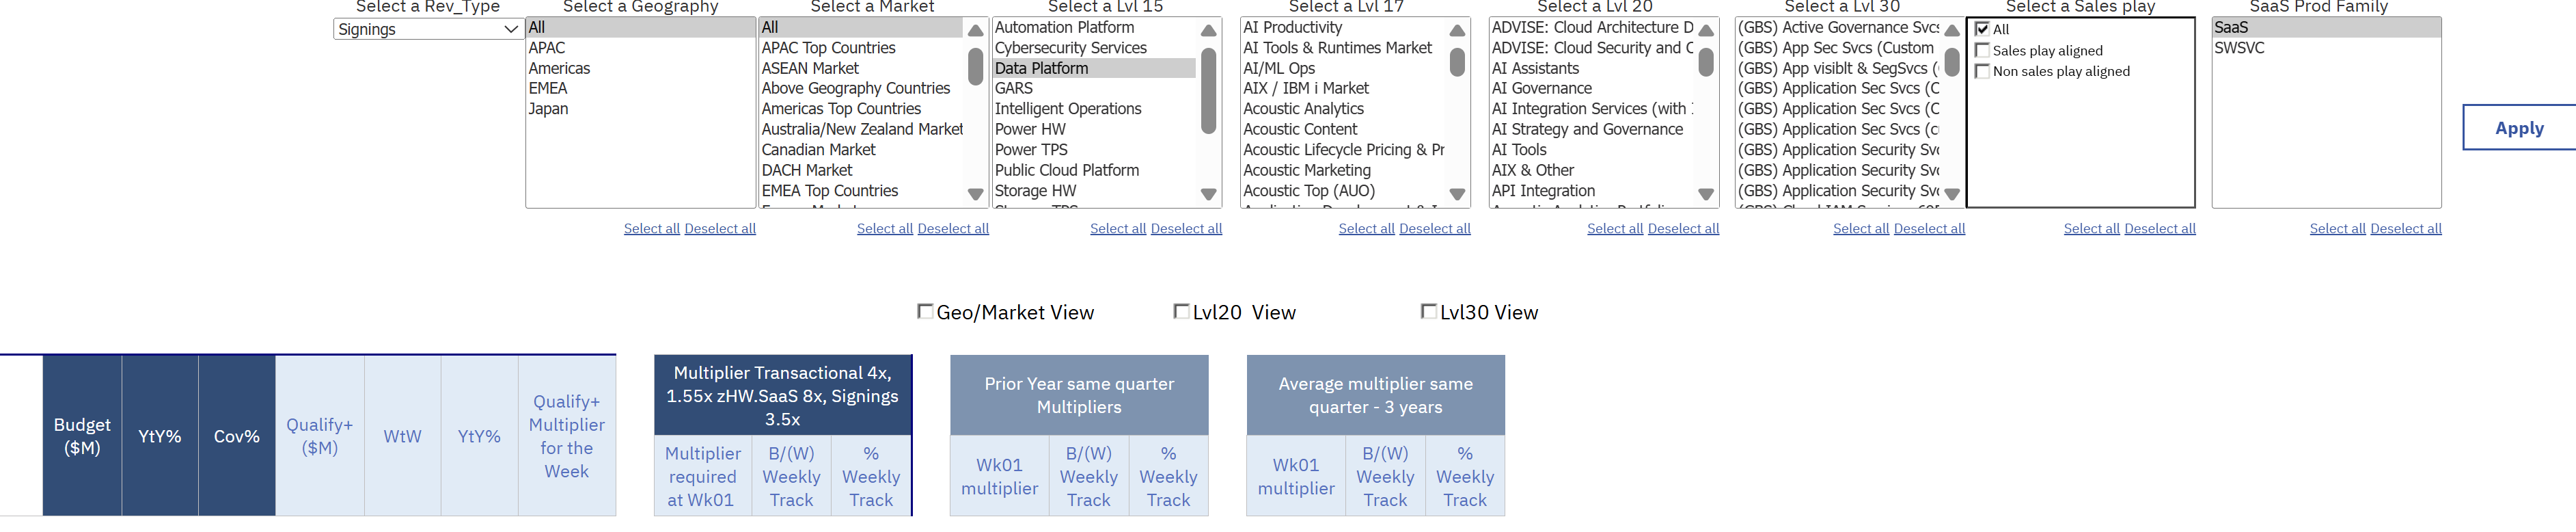 Select a Rev_Type
Signings
Select a Geography
All
APAC
Americas
EMEA
Japan
Select all Deselect all
Select a Market
All
APAC Top Countries
ASEAN Market
Above Geography Countries
Americas Top Countries
Australia/New Zealand Market
Canadian Market
DACH Market
EMEA Top Countries
Select all Deselect all
Select a Lvl 15
Automation Platform
Cybersecurity Services
Data Platform
GARS
Intelligent Operations
Power HW
Power TPS
Public Cloud Platform
Storage HW
Select all Deselect all
Select a Lvl 17
AI Productivity
AI Tools & Runtimes Market
AI/ML Ops
AIX / IBM i Market
Acoustic Analytics
Acoustic Content
Acoustic Lifecycle Pricing & Pr
Acoustic Marketing
Acoustic Top (AUO)
Select all Deselect all
Select a Lvl 20
ADVISE: Cloud Architecture D
ADVISE: Cloud Security and C
AI Assistants
AI Governance
AI Integration Services (with
AI Strategy and Governance
AI Tools
AIX & Other
API Integration
Select all Deselect all
Select a Lvl 30
(GBS) Active Governance Svcs
(GBS) App Sec Svcs (Custom
(GBS) App visiblt & SegSvcs (
(GBS) Application Sec Svcs (C
(GBS) Application Sec Svcs (C
(GBS) Application Sec Svcs (c
(GBS) Application Security Sv
(GBS) Application Security Sv
(GBS) Application Security Sv
Select all Deselect all
Select a Sales play
All
Sales play aligned
Non sales play aligned
Select all Deselect all
SaaS Prod Family
SaaS
SWSVC
Select all Deselect all
Apply
Geo/Market View
Lvl20 View
Lvl30 View
Budget
($M)
YtY%
Cov%
Qualify+
($M)
WtW
YtY%
Qualify+
Multiplier
for the
Week
Multiplier Transactional 4x,
1.55x zHW.SaaS 8x, Signings
3.5x
Multiplier
required
at Wk01
B/(W)
Weekly
Track
%
Weekly
Track
Prior Year same quarter
Multipliers
Wk01
multiplier
B/(W)
Weekly
Track
%
Weekly
Track
Average multiplier same
quarter - 3 years
Wk01
multiplier
B/(W)
Weekly
Track
%
Weekly
Track